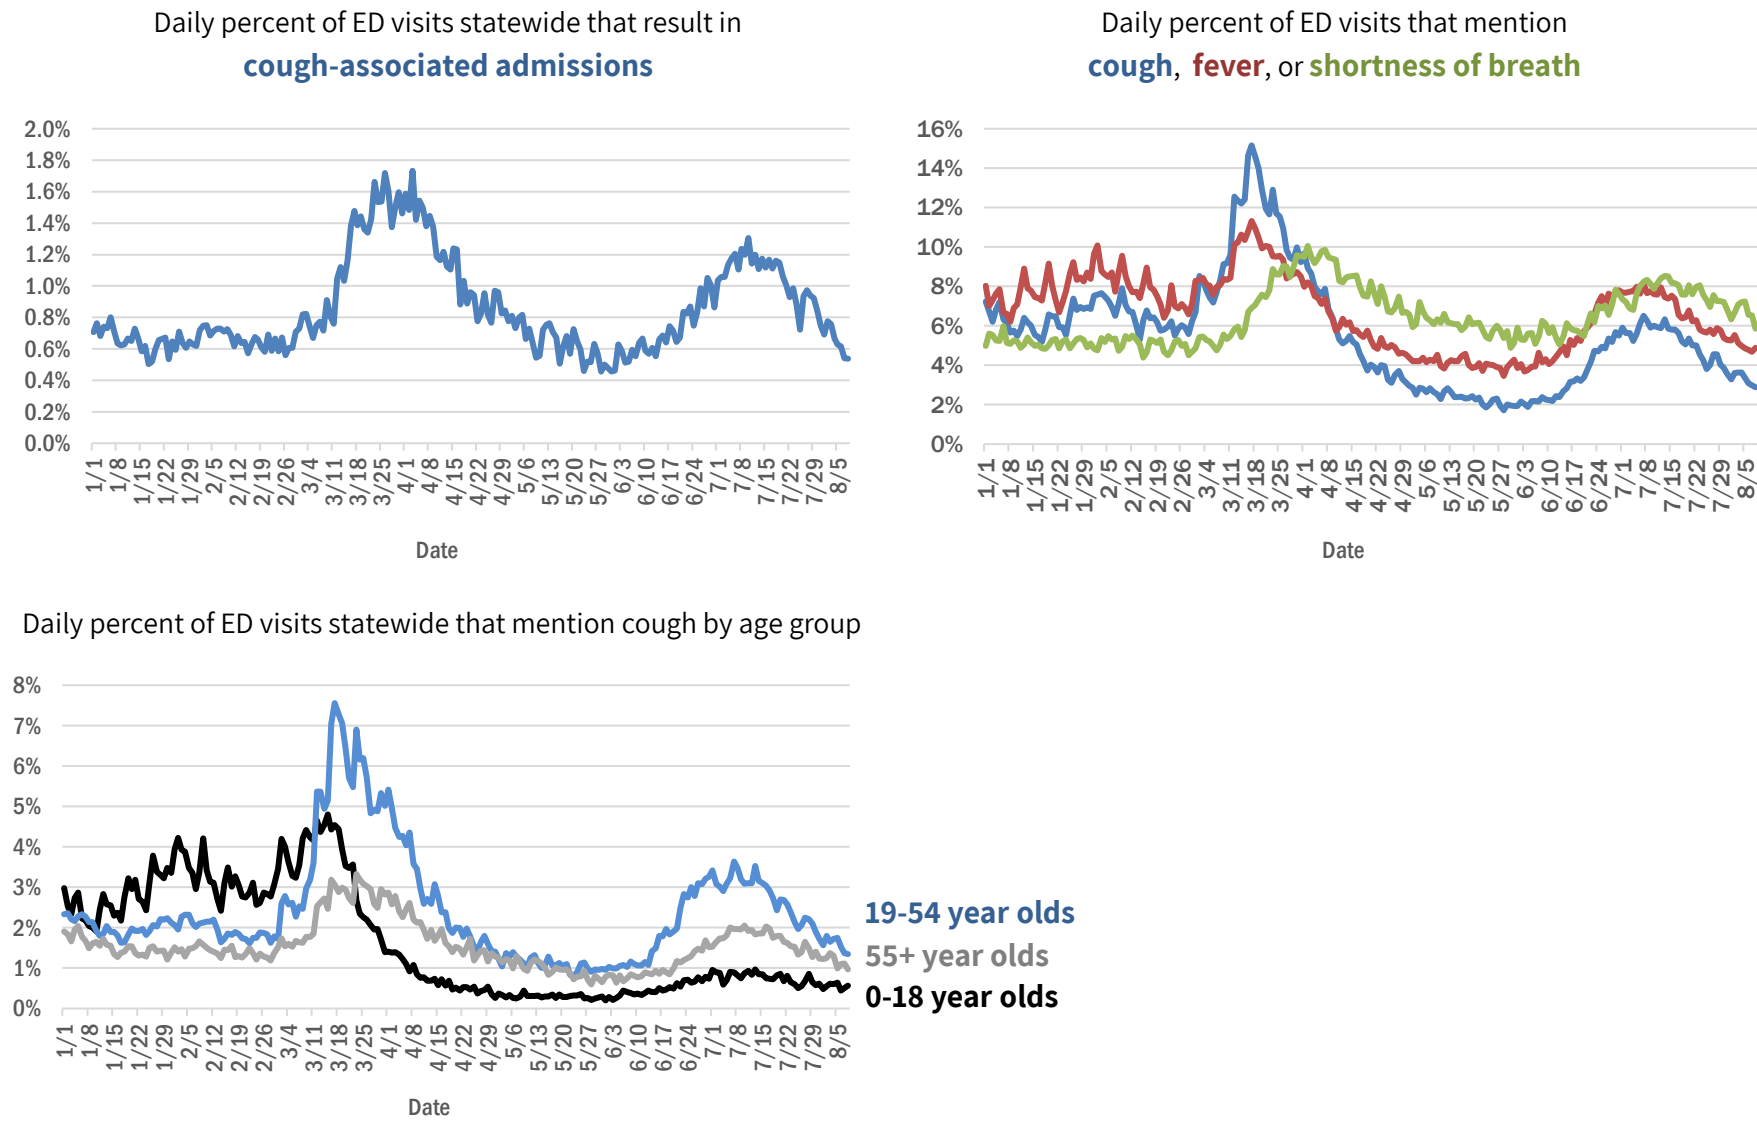 Daily percent of ED visits statewide that result in
cough-associated admissions
2.0%
1.8%
1.6%
1.4%
1.2%
1.0%
0.8%
0.6%
0.4%
0.2%
0.0%
1/1 1/8 1/15 1/22 1/29 2/5 2/12 2/19 2/26 3/4 3/11 3/18 3/25 4/1 4/8 4/15 4/22 4/29 5/6 5/13 5/20 5/27 6/3 6/10 6/17 6/24 7/1 7/8 7/15 7/22 7/29 8/5
Date
Daily percent of ED visits that mention
cough, fever, or shortness of breath
16%
14%
12%
10%
8%
6%
4%
2%
0%
1/1 1/8 1/15 1/22 1/29 2/5 2/12 2/19 2/26 3/4 3/11 3/18 3/25 4/1 4/8 4/15 4/22 4/29 5/6 5/13 5/20 5/27 6/3 6/10 6/17 6/24 7/1 7/8 7/15 7/22 7/29 8/5
Date
Daily percent of ED visits statewide that mention cough by age group
8%
7%
6%
5%
4%
3%
2%
1%
0%
19-54 year olds
55+ year olds
0-18 year olds
1/1 1/8 1/15 1/22 1/29 2/5 2/12 2/19 2/26 3/4 3/11 3/18 3/25 4/1 4/8 4/15 4/22 4/29 5/6 5/13 5/20 5/27 6/3 6/10 6/17 6/24 7/1 7/8 7/15 7/22 7/29 8/5
Date